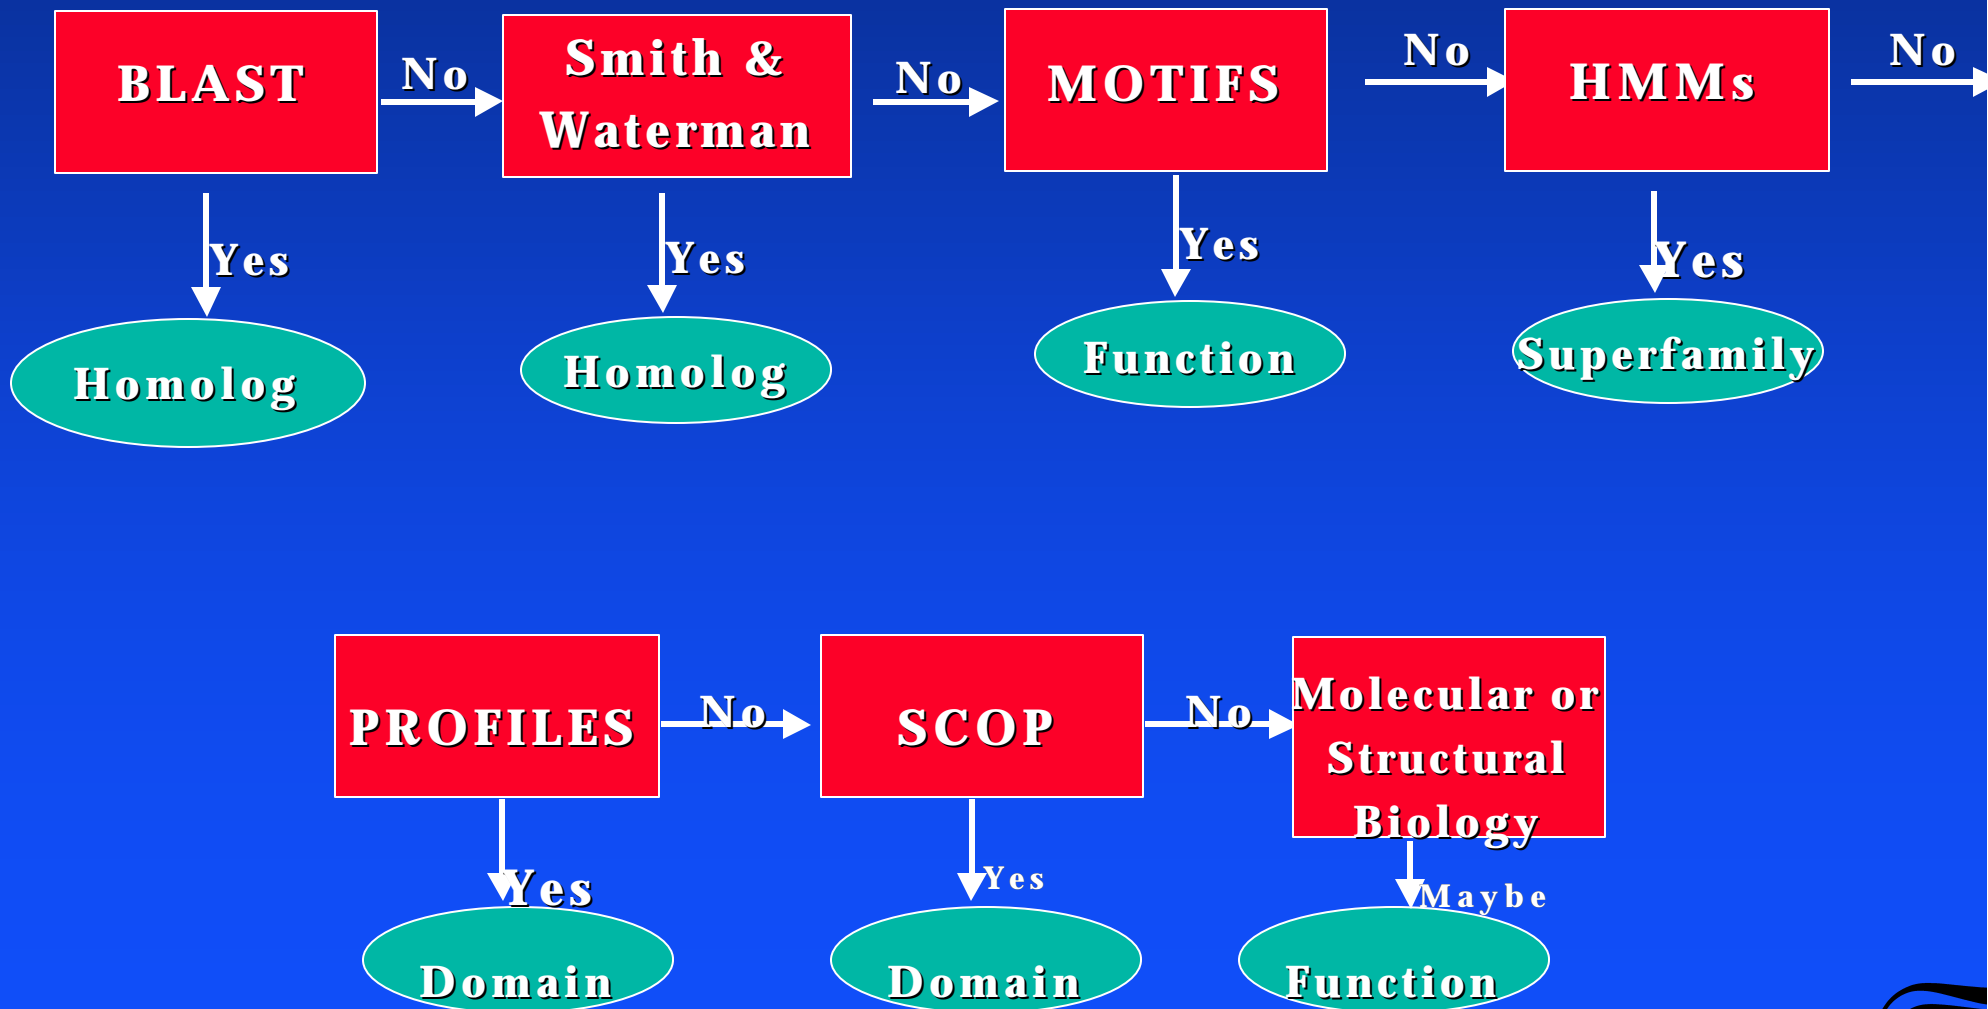 BLAST
No
Smith &
Waterman
No
MOTIFS
No
HMMs
No
Yes
Yes
Yes
Yes
Homolog
Homolog
Function
Superfamily
PROFILES
No
SCOP
No
Molecular or
Structural
Biology
Yes
Yes
Maybe
Domain
Domain
Function